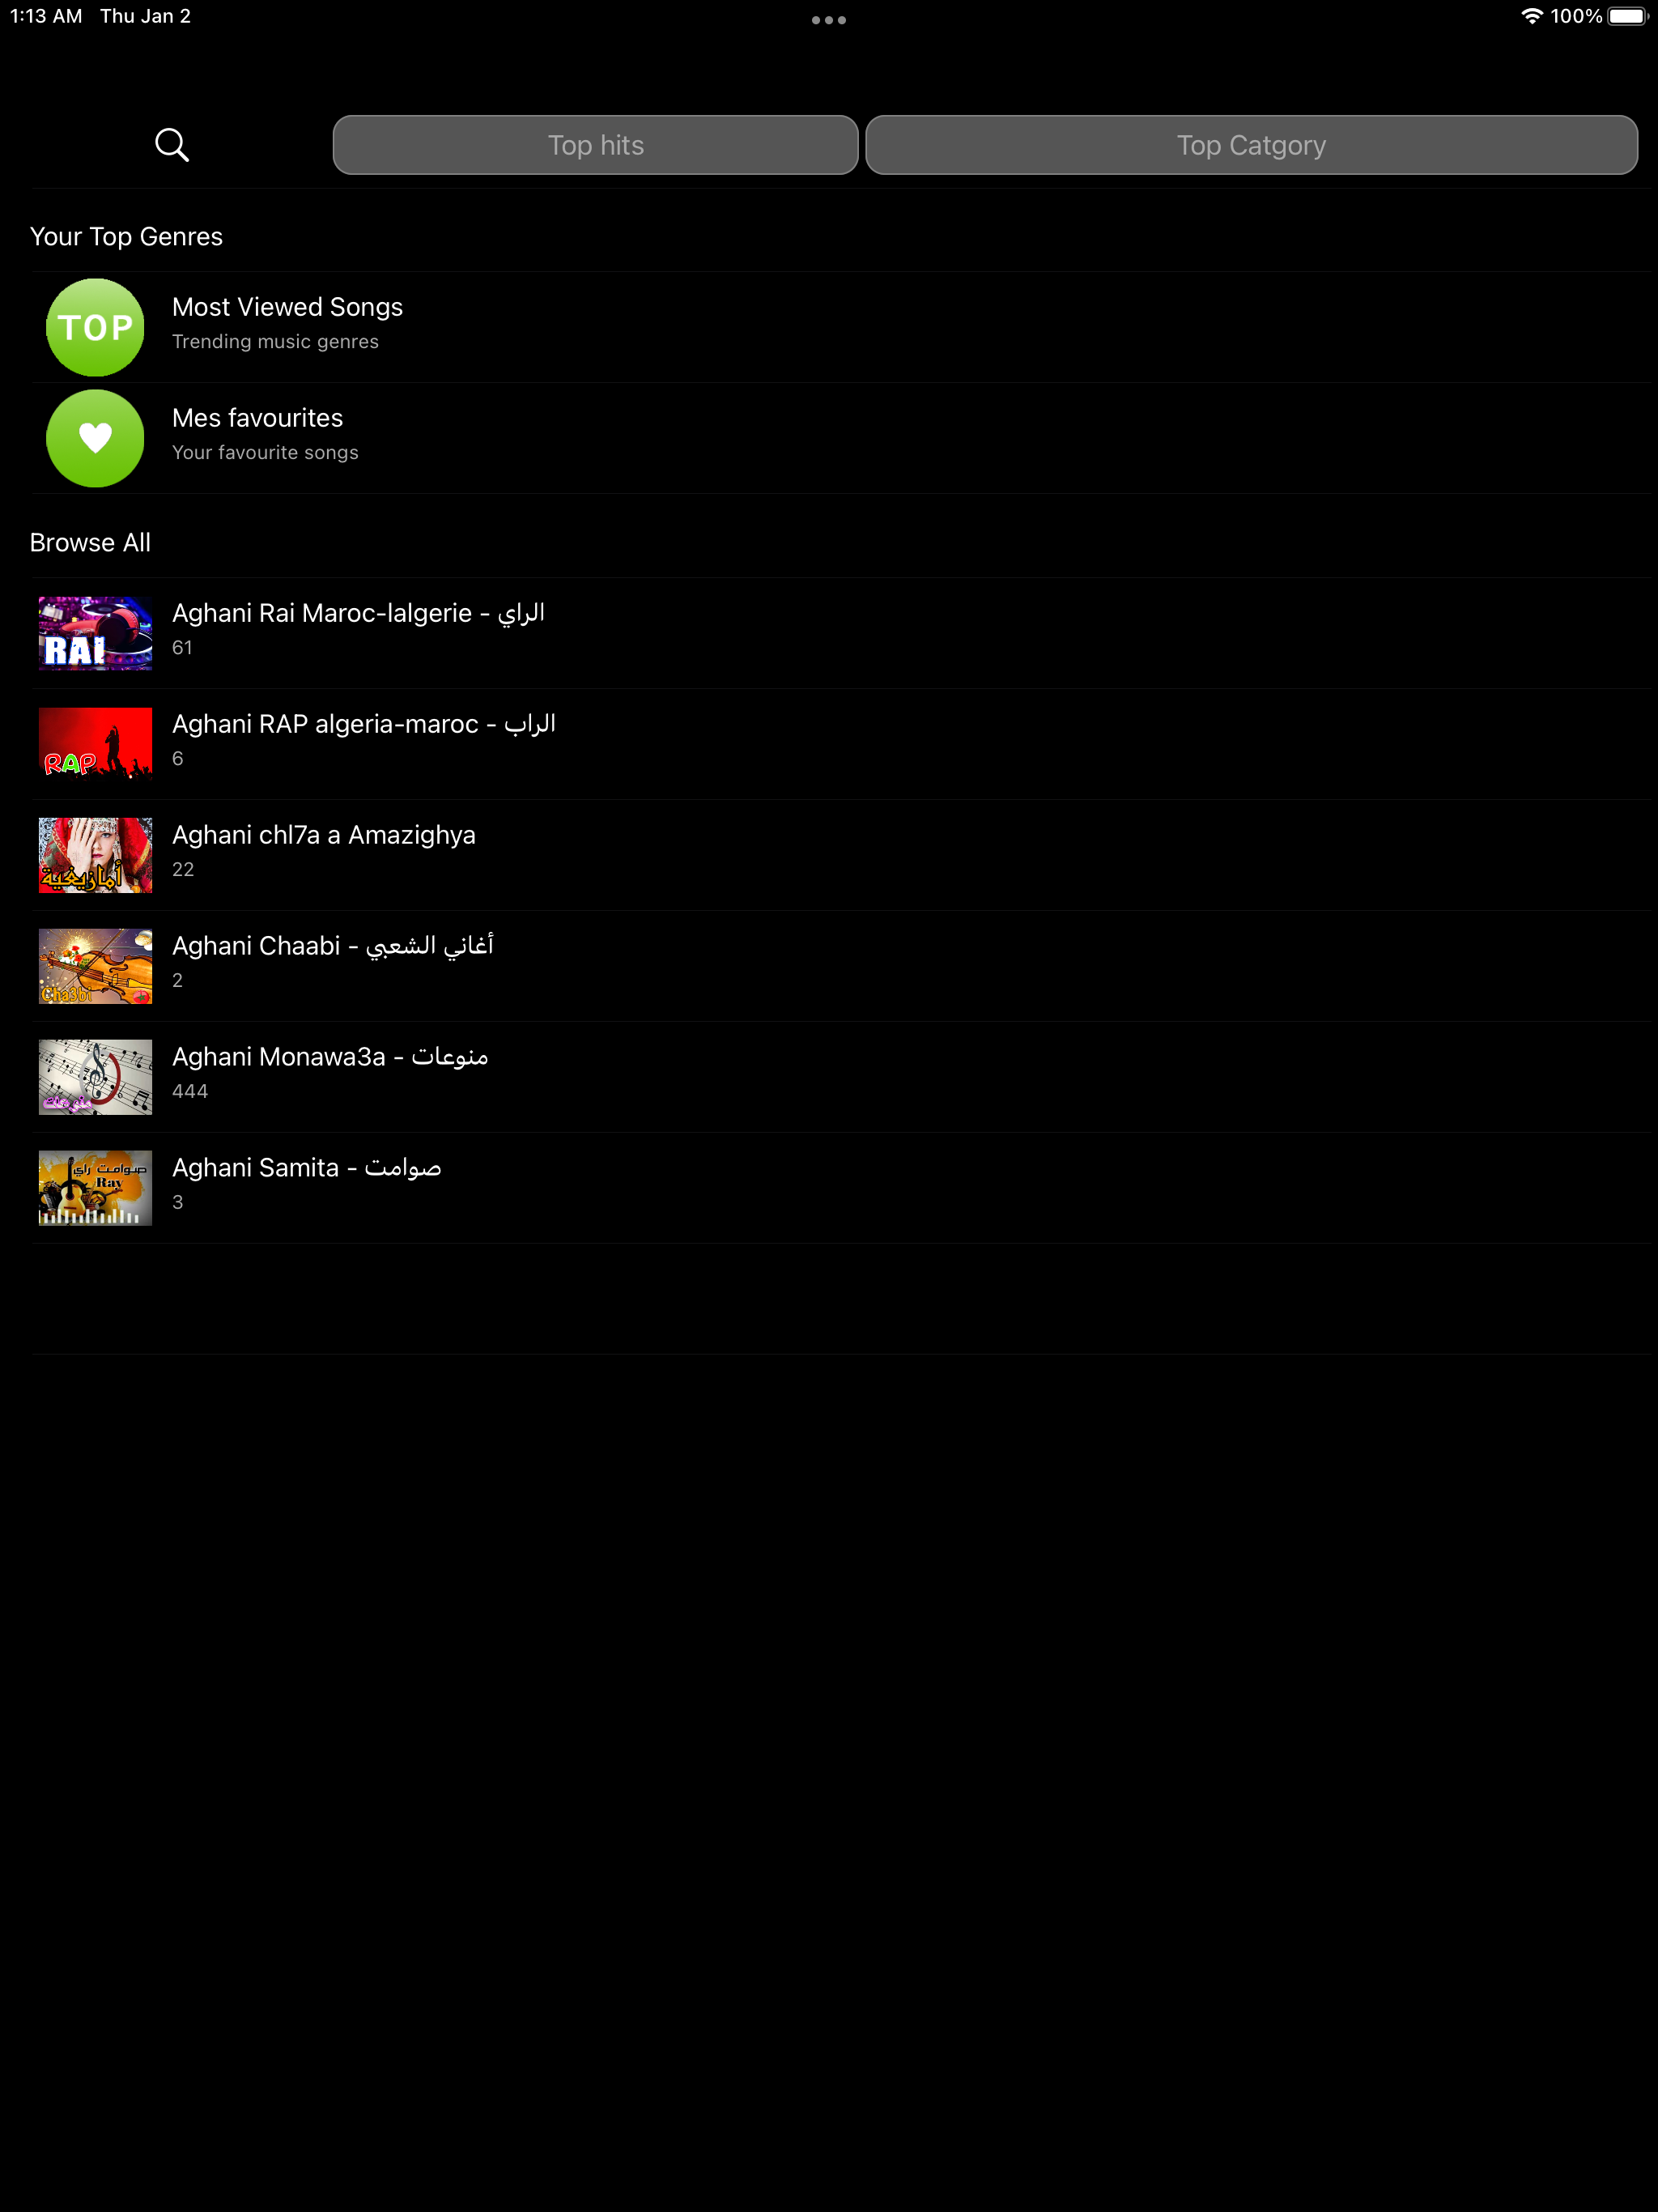 1:13 AM Thu Jan 2
100%
Top hits
Top Catgory
Your Top Genres
TOP
Most Viewed Songs
Trending music genres
Mes favourites
Your favourite songs
Browse All
RAI
Aghani Rai Maroc-lalgerie - الراي
61
RAP
Aghani RAP algeria-maroc - الراب
6
أمازيغية
Aghani chl7a a Amazighya
22
Cha3bi
Aghani Chaabi - أغاني الشعبي
2
منوعات
Aghani Monawa3a - منوعات
444
صوامت راي
Ray
Aghani Samita - صوامت
3